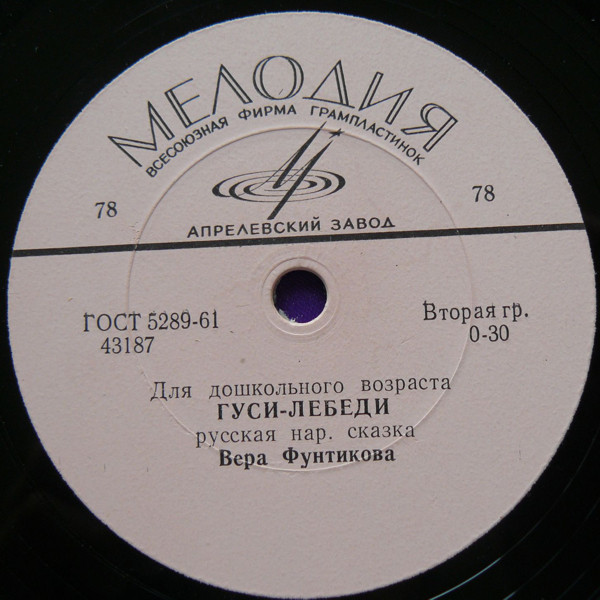 МЕЛОДИЯ
ВСЕСОЮЗНАЯ ФИРМА ГРАМПЛАСТИНОК
78
78
АПРЕЛЕВСКИЙ ЗАВОД
ГОСТ 5289-61
43187
Вторая гр.
0-30
Для дошкольного возраста
ГУСИ-ЛЕБЕДИ
русская нар. сказка
Вера Фунтикова